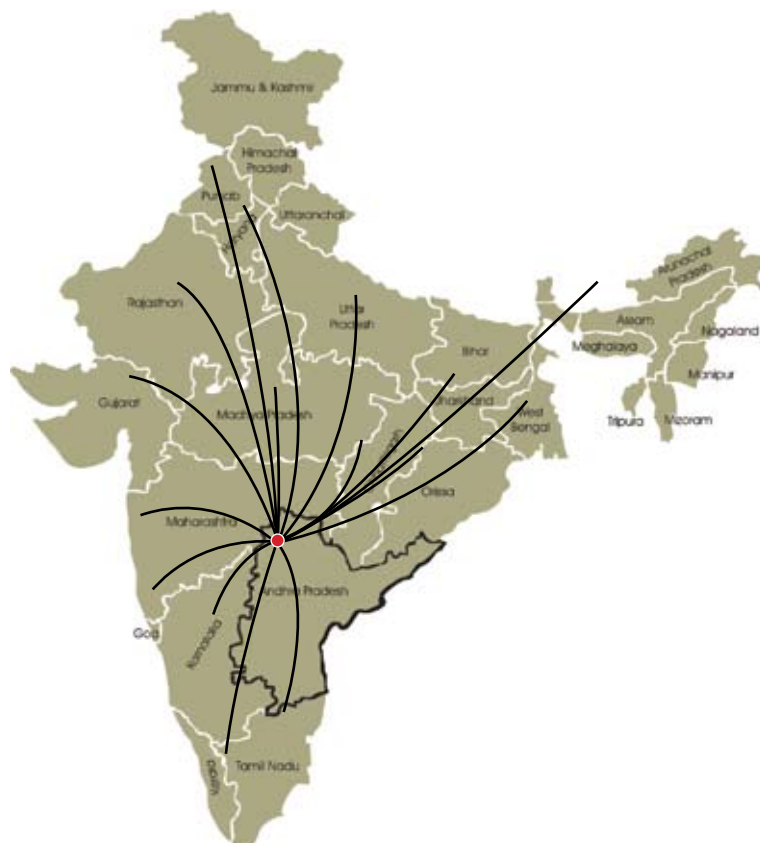 Jammu & Kashmir
Himachal
Pradesh
Punjab
Uttaranchal
Haryana
Arunachal
Pradesh
Rajasthan
Uttar
Pradesh
Assam
Nagaland
Bihar
Meghalaya
Manipur
Gujarat
Jharkhand
Madhya Pradesh
West
Bengal
Tripura
Mizoram
Orissa
Maharashtra
Andhra Pradesh
Goa
Karnataka
Tamil Nadu
Kerala